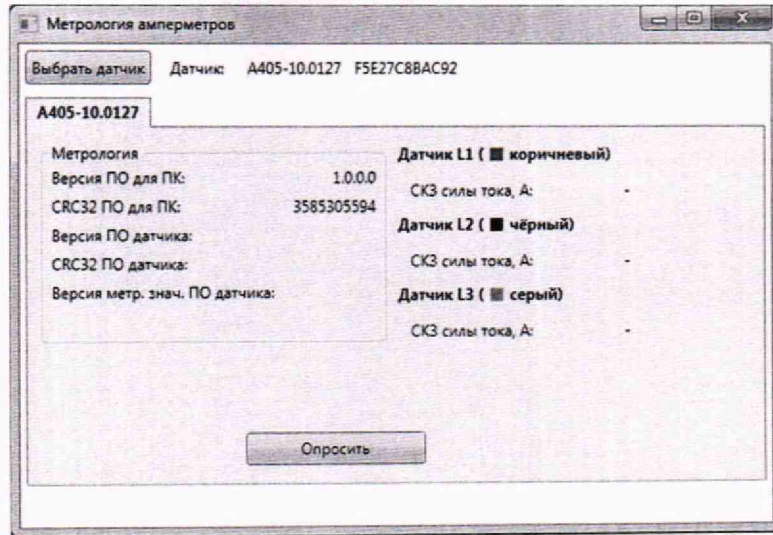 Метрология амперметров
Выбрать датчик Датчик: A405-10.0127 F5E27C8BAC92
A405-10.0127
Метрология
Версия ПО для ПК: 1.0.0.0
CRC32 ПО для ПК: 3585305594
Версия ПО датчика:
CRC32 ПО датчика:
Версия метр. знач. ПО датчика:
Датчик L1 ( коричневый)
СКЗ силы тока, А: -
Датчик L2 ( чёрный)
СКЗ силы тока, А: -
Датчик L3 ( серый)
СКЗ силы тока, А: -
Опросить